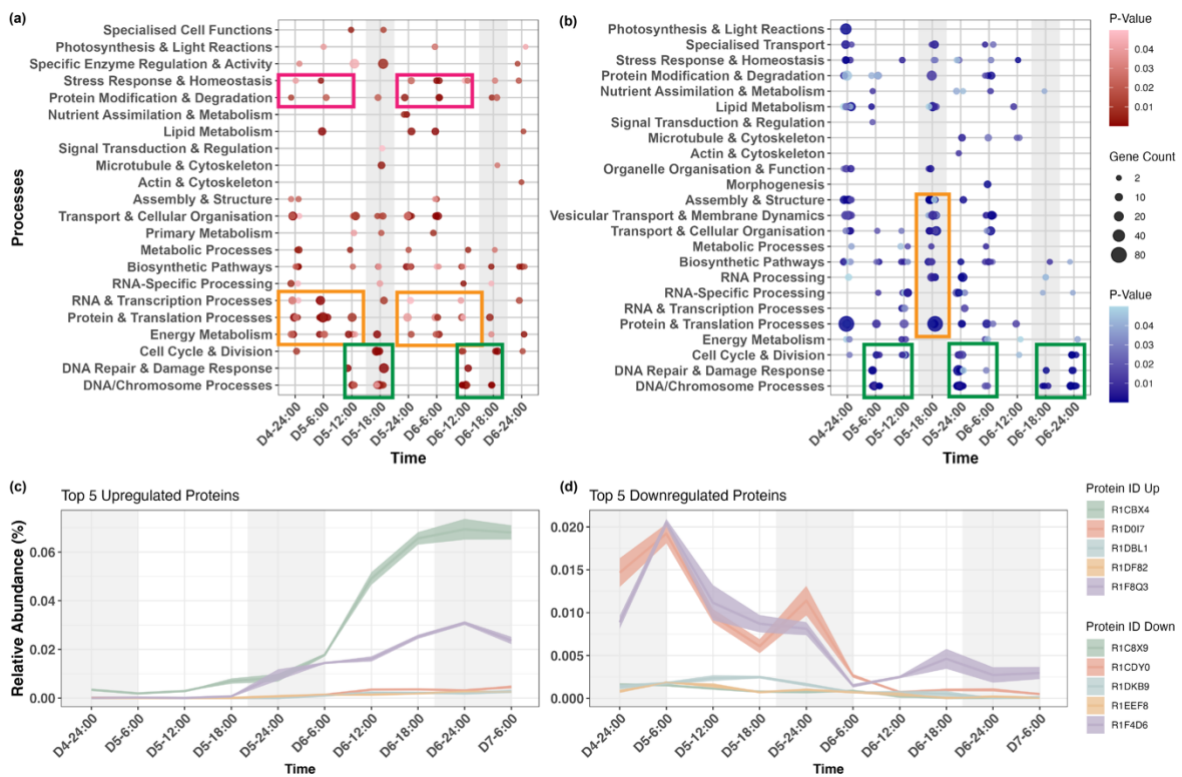 (a)
Specialised Cell Functions
Photosynthesis & Light Reactions
Specific Enzyme Regulation & Activity
Stress Response & Homeostasis
Protein Modification & Degradation
Nutrient Assimilation & Metabolism
Lipid Metabolism
Signal Transduction & Regulation
Microtubule & Cytoskeleton
Actin & Cytoskeleton
Assembly & Structure
Transport & Cellular Organisation
Primary Metabolism
Metabolic Processes
Biosynthetic Pathways
RNA-Specific Processing
RNA & Transcription Processes
Protein & Translation Processes
Energy Metabolism
Cell Cycle & Division
DNA Repair & Damage Response
DNA/Chromosome Processes
Processes
D4-24:00
D5-6:00
D5-12:00
D5-18:00
D5-24:00
D6-6:00
D6-12:00
D6-18:00
D6-24:00
Time
(b)
Photosynthesis & Light Reactions
Specialised Transport
Stress Response & Homeostasis
Protein Modification & Degradation
Nutrient Assimilation & Metabolism
Lipid Metabolism
Signal Transduction & Regulation
Microtubule & Cytoskeleton
Actin & Cytoskeleton
Organelle Organisation & Function
Morphogenesis
Assembly & Structure
Vesicular Transport & Membrane Dynamics
Transport & Cellular Organisation
Metabolic Processes
Biosynthetic Pathways
RNA Processing
RNA-Specific Processing
RNA & Transcription Processes
Protein & Translation Processes
Energy Metabolism
Cell Cycle & Division
DNA Repair & Damage Response
DNA/Chromosome Processes
D4-24:00
D5-6:00
D5-12:00
D5-18:00
D5-24:00
D6-6:00
D6-12:00
D6-18:00
D6-24:00
Time
P-Value
0.04
0.03
0.02
0.01
Gene Count
2
10
20
40
80
P-Value
0.04
0.03
0.02
0.01
(c)
Top 5 Upregulated Proteins
Relative Abundance (%)
0.06
0.04
0.02
0.00
D4-24:00
D5-6:00
D5-12:00
D5-18:00
D5-24:00
D6-6:00
D6-12:00
D6-18:00
D6-24:00
D7-6:00
Time
(d)
Top 5 Downregulated Proteins
0.020
0.015
0.010
0.005
0.000
D4-24:00
D5-6:00
D5-12:00
D5-18:00
D5-24:00
D6-6:00
D6-12:00
D6-18:00
D6-24:00
D7-6:00
Time
Protein ID Up
R1CBX4
R1D0I7
R1DBL1
R1DF82
R1F8Q3
Protein ID Down
R1C8X9
R1CDY0
R1DKB9
R1EEF8
R1F4D6